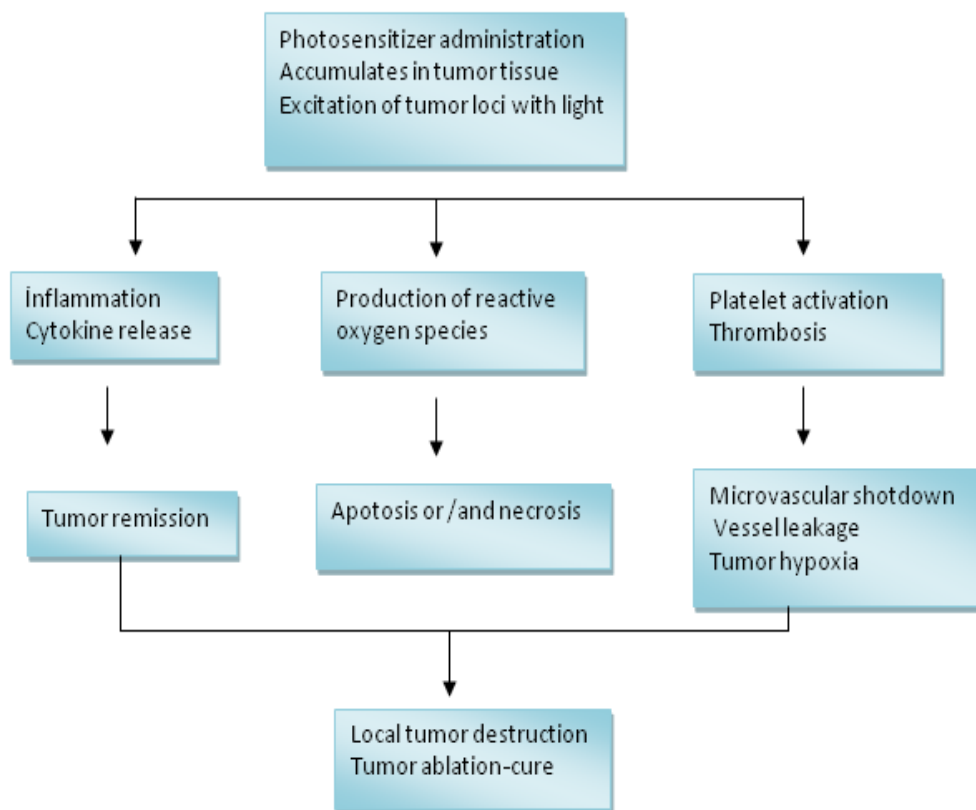 Photosensitizer administration
Accumulates in tumor tissue
Excitation of tumor loci with light
İnflammation
Cytokine release
Production of reactive
oxygen species
Platelet activation
Thrombosis
Tumor remission
Apotosis or /and necrosis
Microvascular shotdown
Vessel leakage
Tumor hypoxia
Local tumor destruction
Tumor ablation-cure